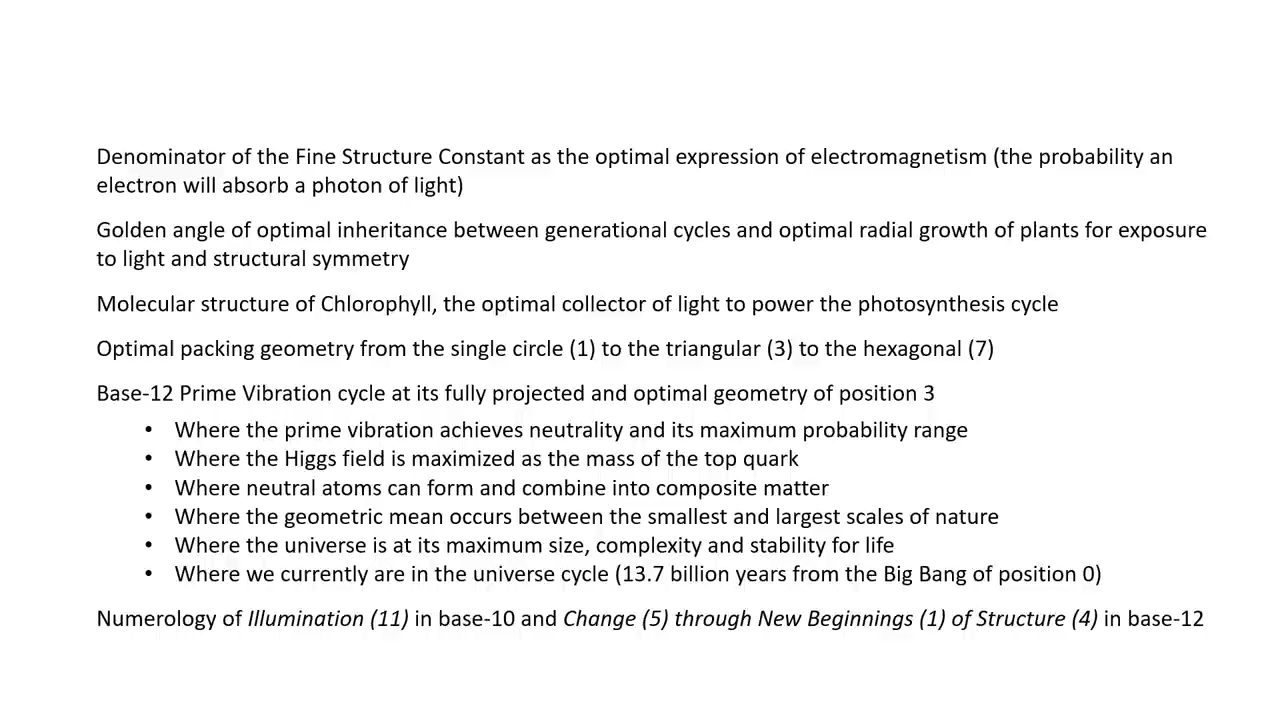 Denominator of the Fine Structure Constant as the optimal expression of electromagnetism (the probability an
electron will absorb a photon of light)
Golden angle of optimal inheritance between generational cycles and optimal radial growth of plants for exposure
to light and structural symmetry
Molecular structure of Chlorophyll, the optimal collector of light to power the photosynthesis cycle
Optimal packing geometry from the single circle (1) to the triangular (3) to the hexagonal (7)
Base-12 Prime Vibration cycle at its fully projected and optimal geometry of position 3
• Where the prime vibration achieves neutrality and its maximum probability range
• Where the Higgs field is maximized as the mass of the top quark
• Where neutral atoms can form and combine into composite matter
• Where the geometric mean occurs between the smallest and largest scales of nature
• Where the universe is at its maximum size, complexity and stability for life
• Where we currently are in the universe cycle (13.7 billion years from the Big Bang of position 0)
Numerology of Illumination (11) in base-10 and Change (5) through New Beginnings (1) of Structure (4) in base-12